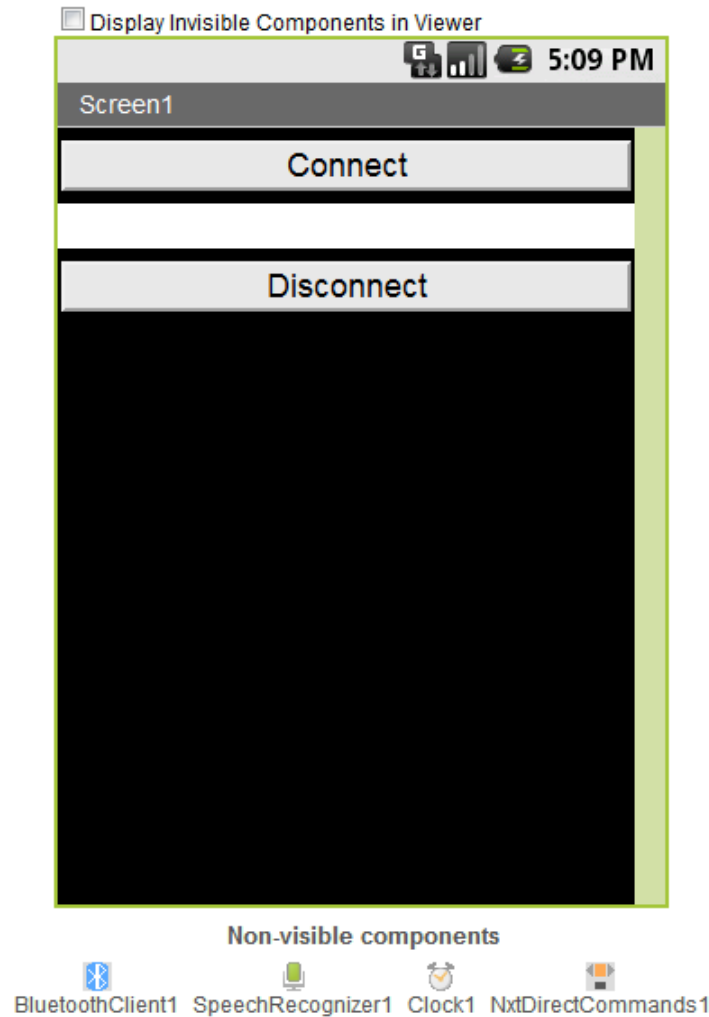 Display Invisible Components in Viewer
G 5:09 PM
Screen1
Connect
Disconnect
Non-visible components
BluetoothClient1 SpeechRecognizer1 Clock1 NxtDirectCommands1